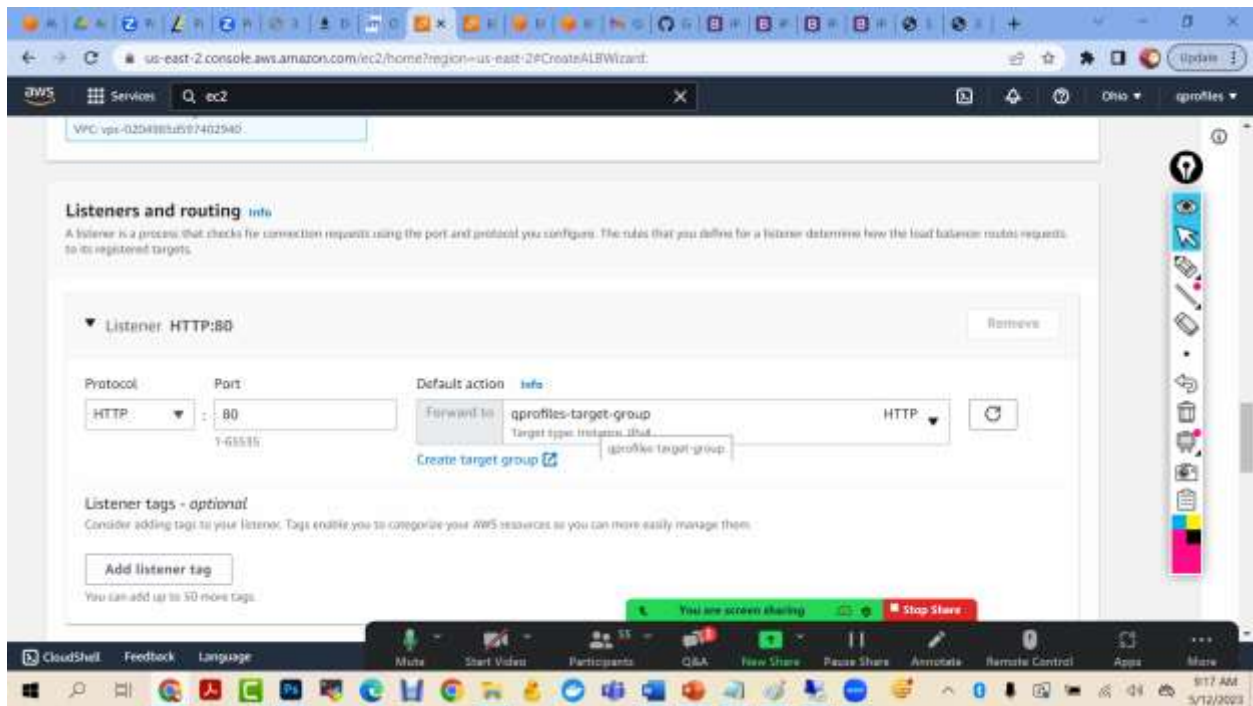 us-east-2.console.aws.amazon.com/ec2/home?region=us-east-2#CreateALBWizard:
Update
aws
Services
ec2
Ohio
qprofiles
Listeners and routing Info
A listener is a process that checks for connection requests using the port and protocol you configure. The rules that you define for a listener determine how the load balancer routes requests
to its registered targets.
Listener HTTP:80
Remove
Protocol
Port
Default action Info
HTTP
:
80
Forward to
qprofiles-target-group
HTTP
Target type: Instance, IPv4
1-65535
qprofiles-target-group
Create target group
Listener tags - optional
Consider adding tags to your listener. Tags enable you to categorize your AWS resources so you can more easily manage them.
Add listener tag
You can add up to 50 more tags.
You are screen sharing
Stop Share
CloudShell
Feedback
Language
Mute
Start Video
55
Participants
Q&A
New Share
Pause Share
Annotate
Remote Control
Apps
More
9:17 AM
5/12/2023